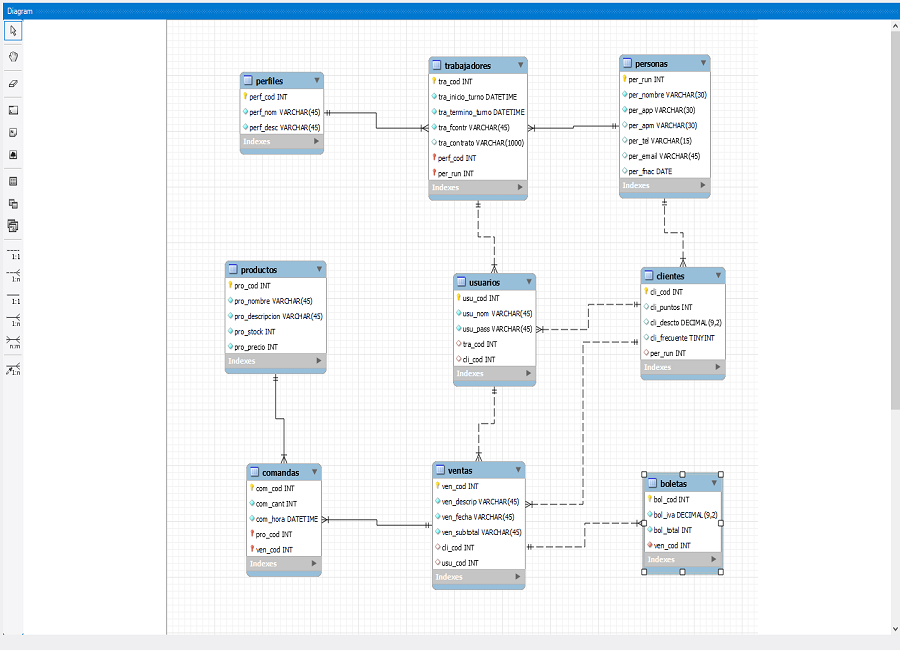 Diagram
1:1
1:n
1:1
1:n
n:m
1:n
perfiles
perf_cod INT
perf_nom VARCHAR(45)
perf_desc VARCHAR(45)
Indexes
trabajadores
tra_cod INT
tra_inicio_turno DATETIME
tra_termino_turno DATETIME
tra_fcontr VARCHAR(45)
tra_contrato VARCHAR(1000)
perf_cod INT
per_run INT
Indexes
personas
per_run INT
per_nombre VARCHAR(30)
per_app VARCHAR(30)
per_apm VARCHAR(30)
per_tel VARCHAR(15)
per_email VARCHAR(45)
per_fnac DATE
Indexes
productos
pro_cod INT
pro_nombre VARCHAR(45)
pro_descripcion VARCHAR(45)
pro_stock INT
pro_precio INT
Indexes
usuarios
usu_cod INT
usu_nom VARCHAR(45)
usu_pass VARCHAR(45)
tra_cod INT
cli_cod INT
Indexes
clientes
cli_cod INT
cli_puntos INT
cli_descto DECIMAL(9,2)
cli_frecuente TINYINT
per_run INT
Indexes
comandas
com_cod INT
com_cant INT
com_hora DATETIME
pro_cod INT
ven_cod INT
Indexes
ventas
ven_cod INT
ven_descrip VARCHAR(45)
ven_fecha VARCHAR(45)
ven_subtotal VARCHAR(45)
cli_cod INT
usu_cod INT
Indexes
boletas
bol_cod INT
bol_iva DECIMAL(9,2)
bol_total INT
ven_cod INT
Indexes